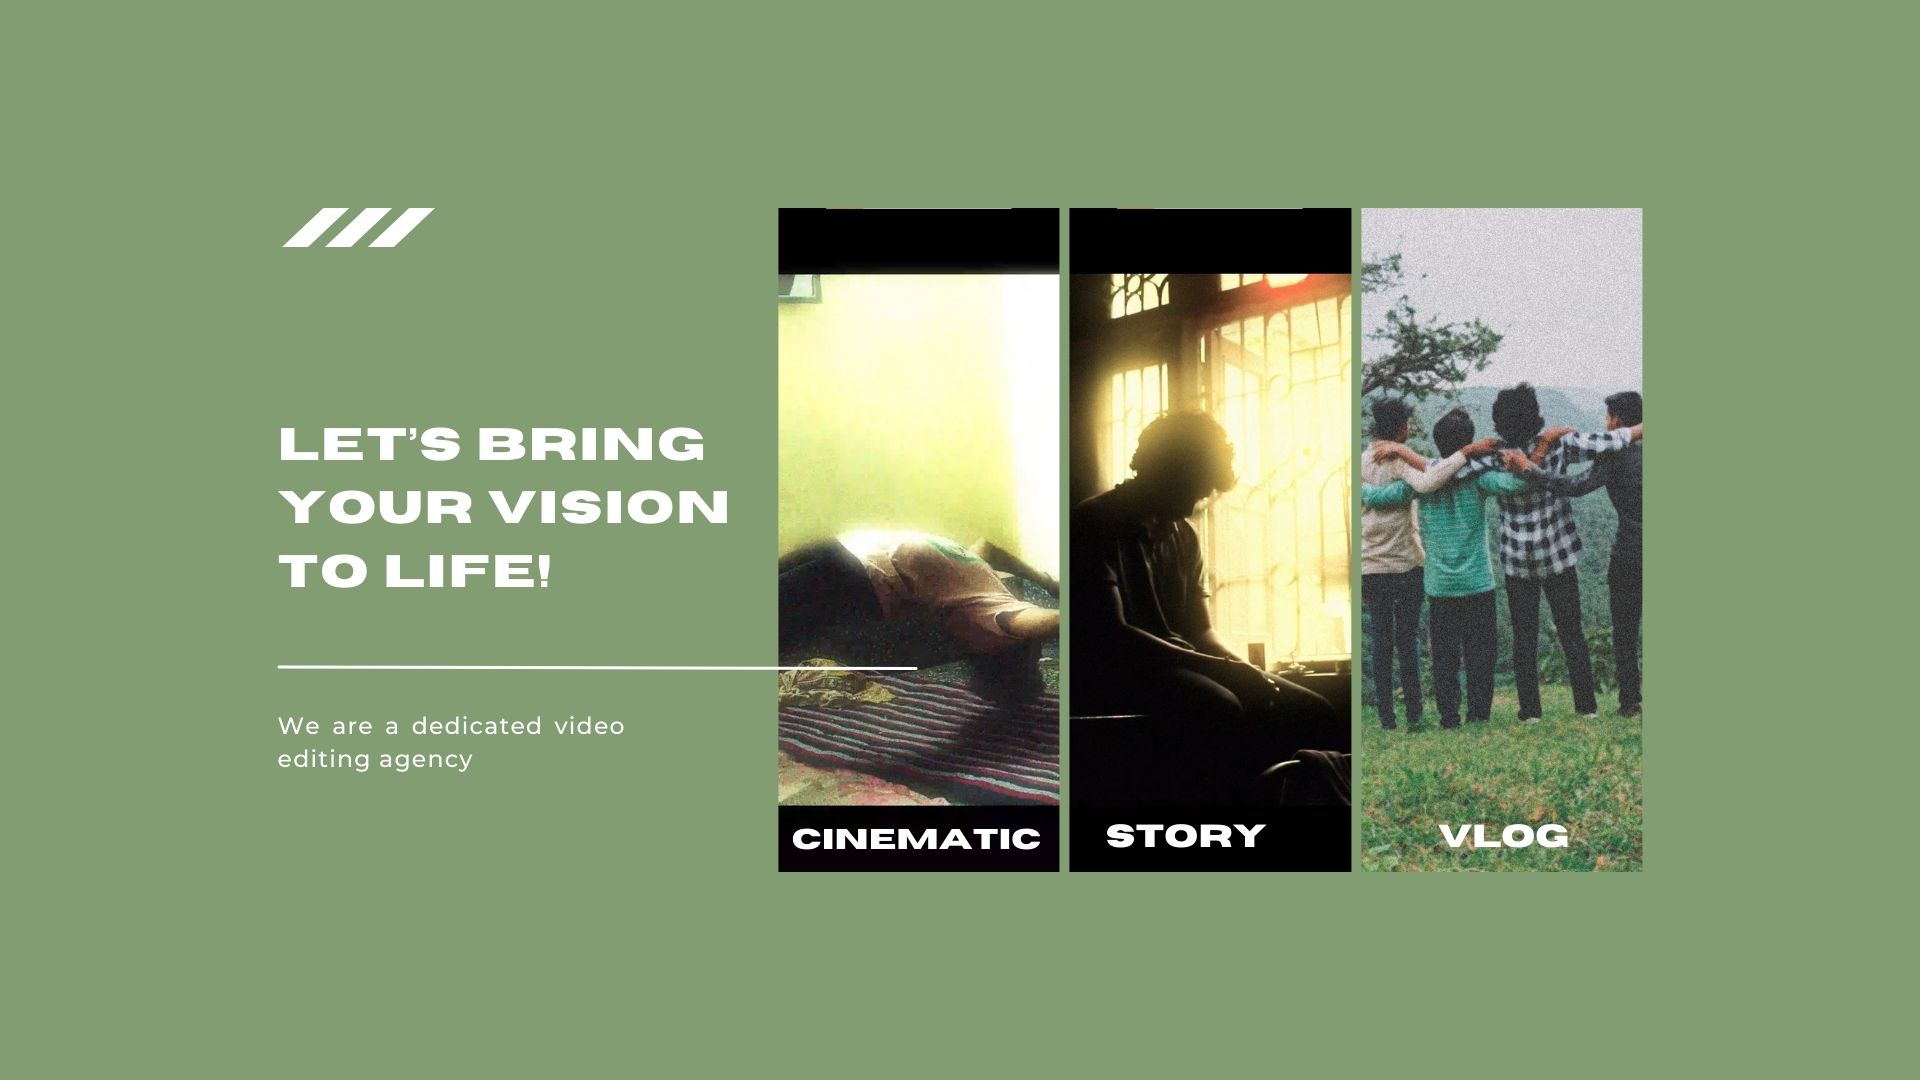 LET'S BRING
YOUR VISION
TO LIFE!
We are a dedicated video
editing agency
CINEMATIC
STORY
VLOG